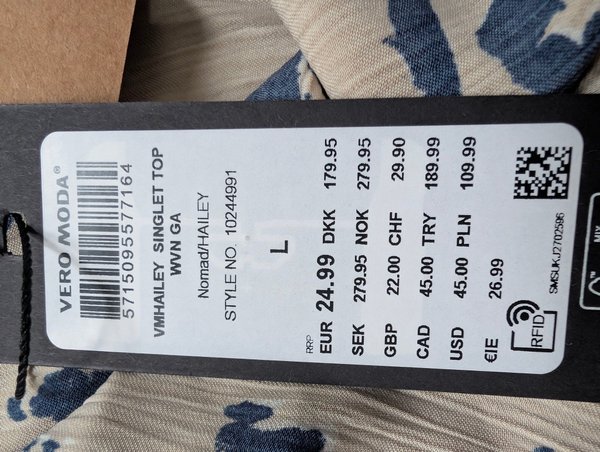 VERO MODA®
5715095577164
VMHAILEY SINGLET TOP
WVN GA
Nomad/HAILEY
STYLE NO. 10244991
L
RRP
EUR 24.99 DKK 179.95
SEK 279.95 NOK 279.95
GBP 22.00 CHF 29.90
CAD 45.00 TRY 189.99
USD 45.00 PLN 109.99
€IE 26.99
RFID
SMSUKJ2702596
MIX